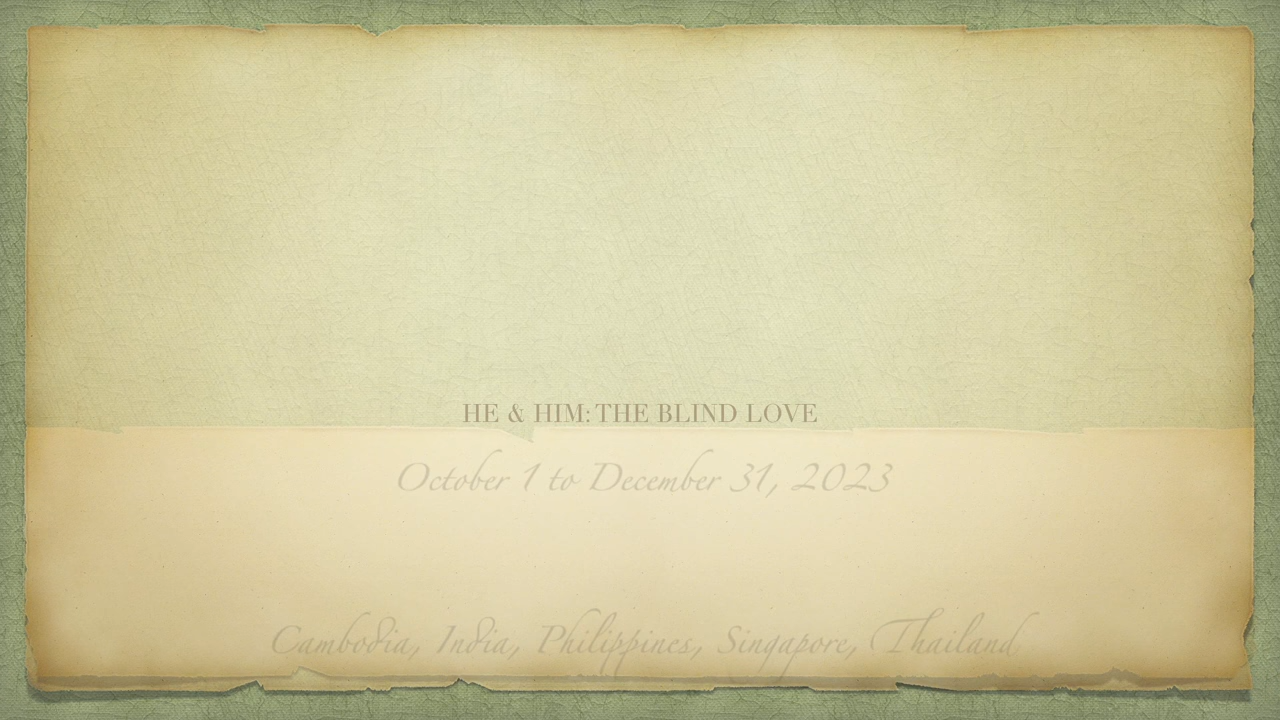 HE & HIM: THE BLIND LOVE
October 1 to December 31, 2023
Cambodia, India, Philippines, Singapore, Thailand